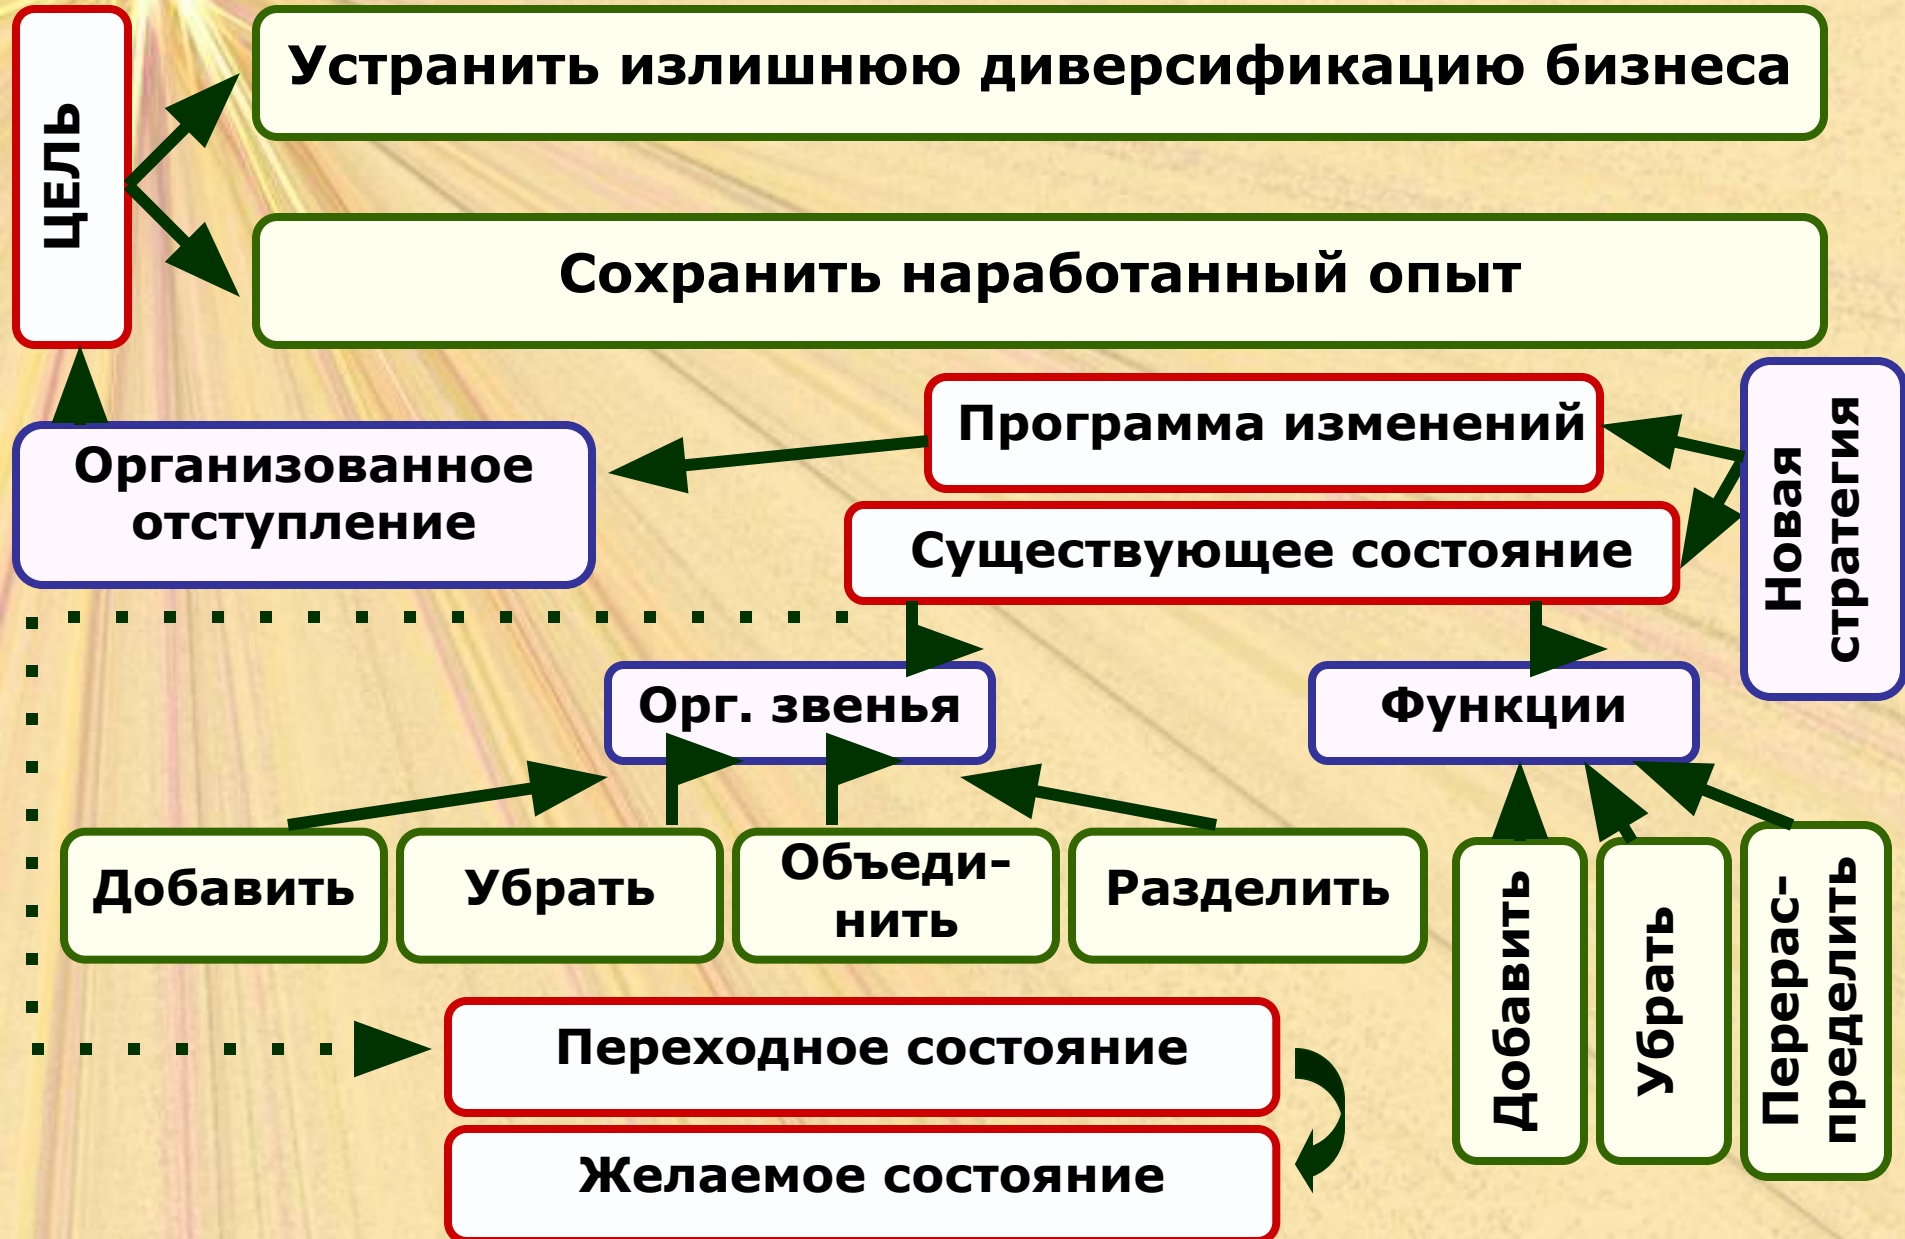 ЦЕЛЬ
Устранить излишнюю диверсификацию бизнеса
Сохранить наработанный опыт
Организованное
отступление
Программа изменений
Существующее состояние
Новая
стратегия
Орг. звенья
Функции
Добавить
Убрать
Объеди-
нить
Разделить
Добавить
Убрать
Перерас-
пределить
Переходное состояние
Желаемое состояние